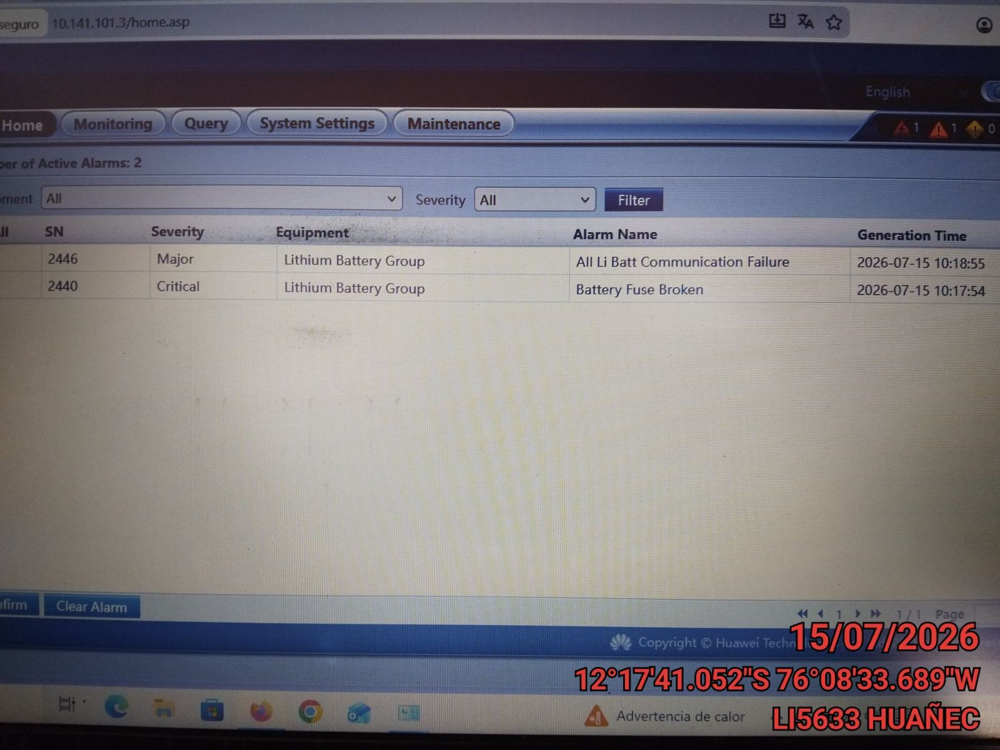 seguro 10.141.101.3/home.asp
English
Home Monitoring Query System Settings Maintenance 1 1 0
ber of Active Alarms: 2
pment All Severity All Filter
ll SN Severity Equipment Alarm Name Generation Time
2446 Major Lithium Battery Group All Li Batt Communication Failure 2026-07-15 10:18:55
2440 Critical Lithium Battery Group Battery Fuse Broken 2026-07-15 10:17:54
nfirm Clear Alarm
1 1 / 1 Page
Copyright © Huawei Techn
15/07/2026
12°17'41.052"S 76°08'33.689"W
Advertencia de calor
LI5633 HUAÑEC